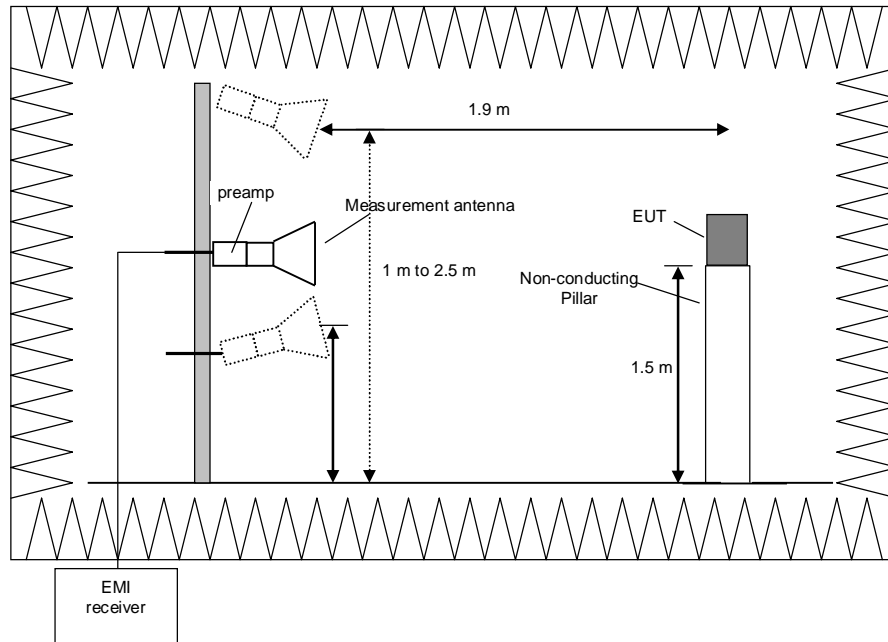 1.9 m
preamp
Measurement antenna
EUT
1 m to 2.5 m
Non-conducting
Pillar
1.5 m
EMI
receiver